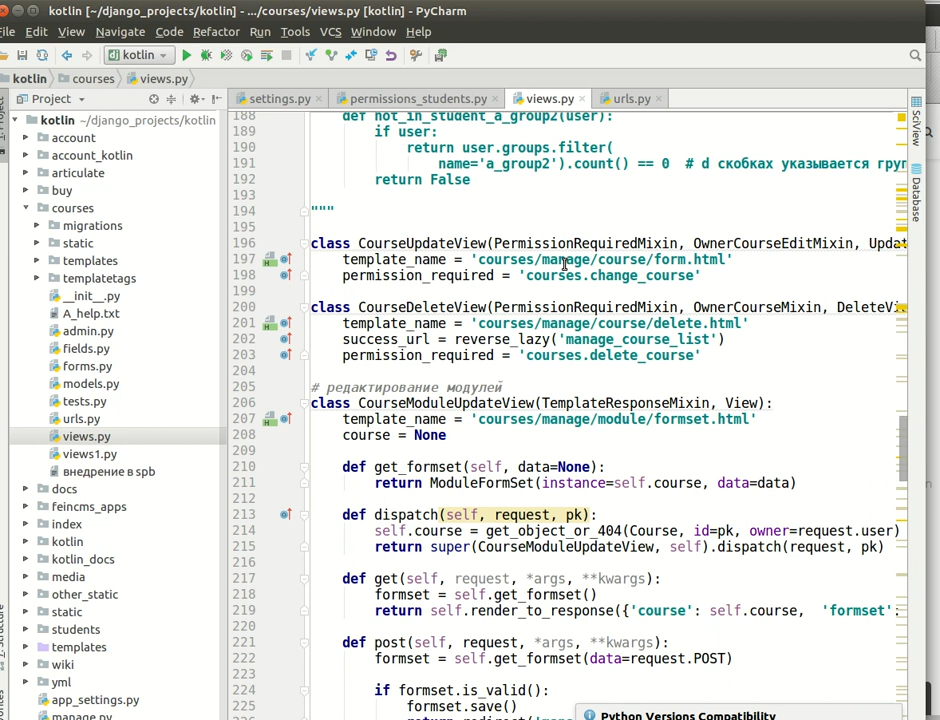 kotlin [~/django_projects/kotlin] - .../courses/views.py [kotlin] - PyCharm
File Edit View Navigate Code Refactor Run Tools VCS Window Help
kotlin
kotlin courses views.py
Project
settings.py permissions_students.py views.py urls.py
kotlin ~/django_projects/kotlin
account
account_kotlin
articulate
buy
courses
migrations
static
templates
templatetags
__init__.py
A_help.txt
admin.py
fields.py
forms.py
models.py
tests.py
urls.py
views.py
views1.py
внедрение в spb
docs
feincms_apps
index
kotlin
kotlin_docs
media
other_static
static
students
templates
wiki
yml
app_settings.py
manage.py
188 def not_in_student_a_group2(user):
189 if user:
190 return user.groups.filter(
191 name='a_group2').count() == 0 # d скобках указывается груп
192 return False
193
194 """
195
196 class CourseUpdateView(PermissionRequiredMixin, OwnerCourseEditMixin, Updat
197 template_name = 'courses/manage/course/form.html'
198 permission_required = 'courses.change_course'
199
200 class CourseDeleteView(PermissionRequiredMixin, OwnerCourseMixin, DeleteVi
201 template_name = 'courses/manage/course/delete.html'
202 success_url = reverse_lazy('manage_course_list')
203 permission_required = 'courses.delete_course'
204
205 # редактирование модулей
206 class CourseModuleUpdateView(TemplateResponseMixin, View):
207 template_name = 'courses/manage/module/formset.html'
208 course = None
209
210 def get_formset(self, data=None):
211 return ModuleFormSet(instance=self.course, data=data)
212
213 def dispatch(self, request, pk):
214 self.course = get_object_or_404(Course, id=pk, owner=request.user)
215 return super(CourseModuleUpdateView, self).dispatch(request, pk)
216
217 def get(self, request, *args, **kwargs):
218 formset = self.get_formset()
219 return self.render_to_response({'course': self.course, 'formset':
220
221 def post(self, request, *args, **kwargs):
222 formset = self.get_formset(data=request.POST)
223
224 if formset.is_valid():
225 formset.save()
SciView
Database
Python Versions Compatibility